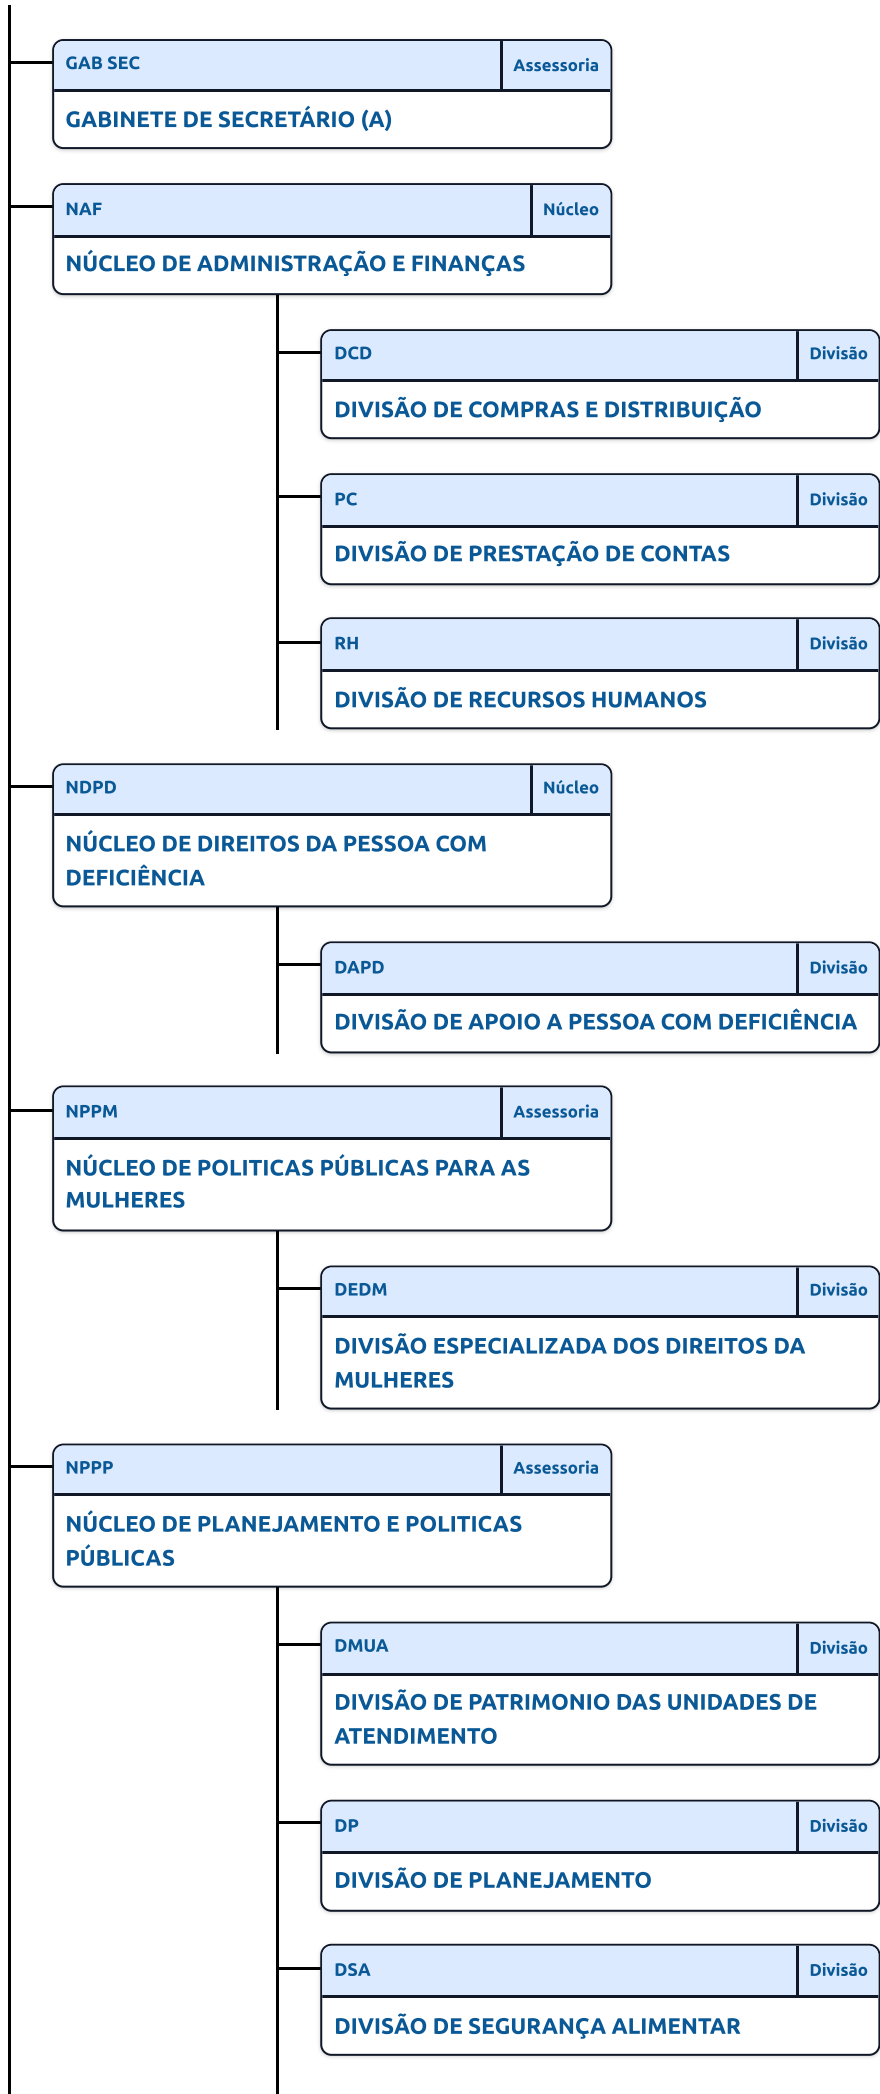 GAB SEC
Assessoria
GABINETE DE SECRETÁRIO (A)
NAF
Núcleo
NÚCLEO DE ADMINISTRAÇÃO E FINANÇAS
DCD
Divisão
DIVISÃO DE COMPRAS E DISTRIBUIÇÃO
PC
Divisão
DIVISÃO DE PRESTAÇÃO DE CONTAS
RH
Divisão
DIVISÃO DE RECURSOS HUMANOS
NDPD
Núcleo
NÚCLEO DE DIREITOS DA PESSOA COM
DEFICIÊNCIA
DAPD
Divisão
DIVISÃO DE APOIO A PESSOA COM DEFICIÊNCIA
NPPM
Assessoria
NÚCLEO DE POLITICAS PÚBLICAS PARA AS
MULHERES
DEDM
Divisão
DIVISÃO ESPECIALIZADA DOS DIREITOS DA
MULHERES
NPPP
Assessoria
NÚCLEO DE PLANEJAMENTO E POLITICAS
PÚBLICAS
DMUA
Divisão
DIVISÃO DE PATRIMONIO DAS UNIDADES DE
ATENDIMENTO
DP
Divisão
DIVISÃO DE PLANEJAMENTO
DSA
Divisão
DIVISÃO DE SEGURANÇA ALIMENTAR